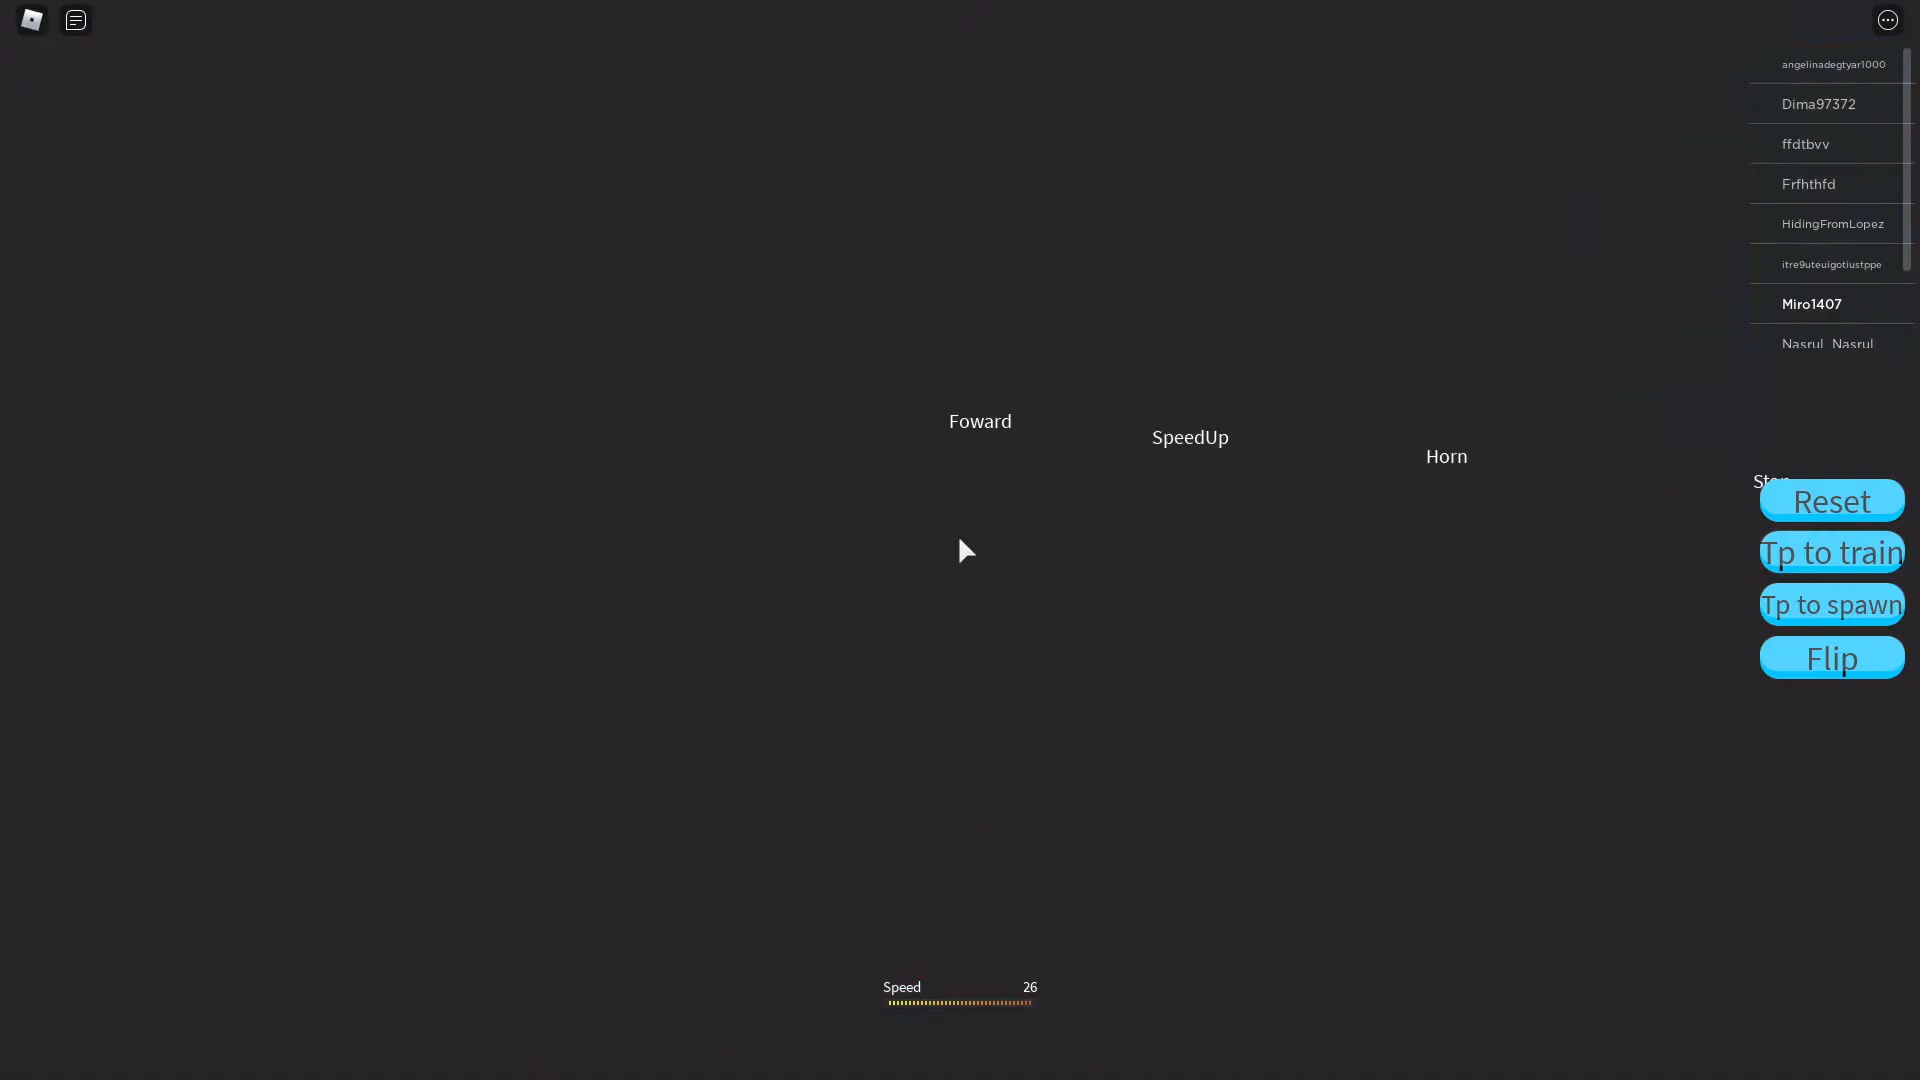 angelinadegtyar1000
Dima97372
ffdtbvv
Frfhthfd
HidingFromLopez
itre9uteuigotiustppe
Miro1407
Nasrul_Nasrul
Foward
SpeedUp
Horn
Stop
Reset
Tp to train
Tp to spawn
Flip
Speed 26